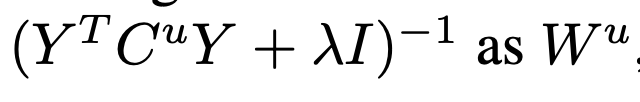 (Y^T C^u Y + λI)^{-1} as W^u,